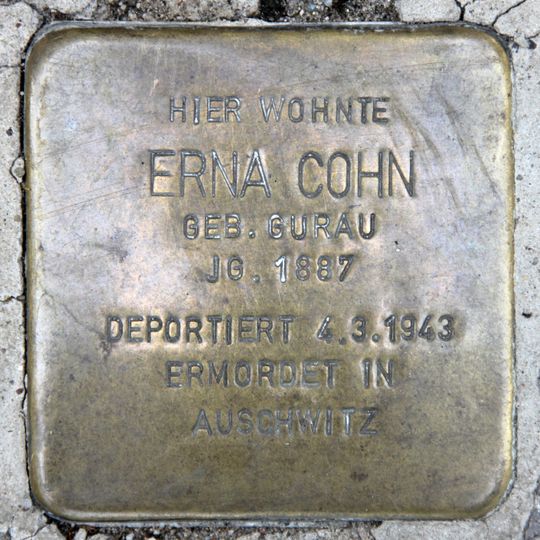 HIER WOHNTE
ERNA COHN
GEB. GURAU
JG. 1887
DEPORTIERT 4.3.1943
ERMORDET IN
AUSCHWITZ